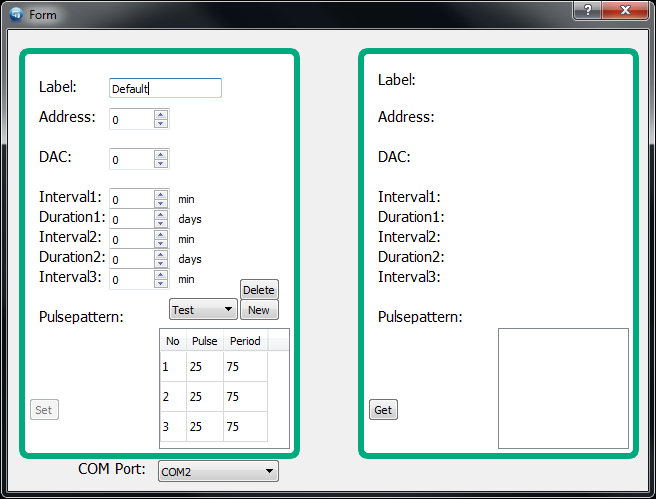 Form
Label: Default
Address: 0
DAC: 0
Interval1: 0 min
Duration1: 0 days
Interval2: 0 min
Duration2: 0 days
Interval3: 0 min
Delete
Pulsepattern: Test New
No Pulse Period
1 25 75
2 25 75
3 25 75
Set
Label:
Address:
DAC:
Interval1:
Duration1:
Interval2:
Duration2:
Interval3:
Pulsepattern:
Get
COM Port: COM2